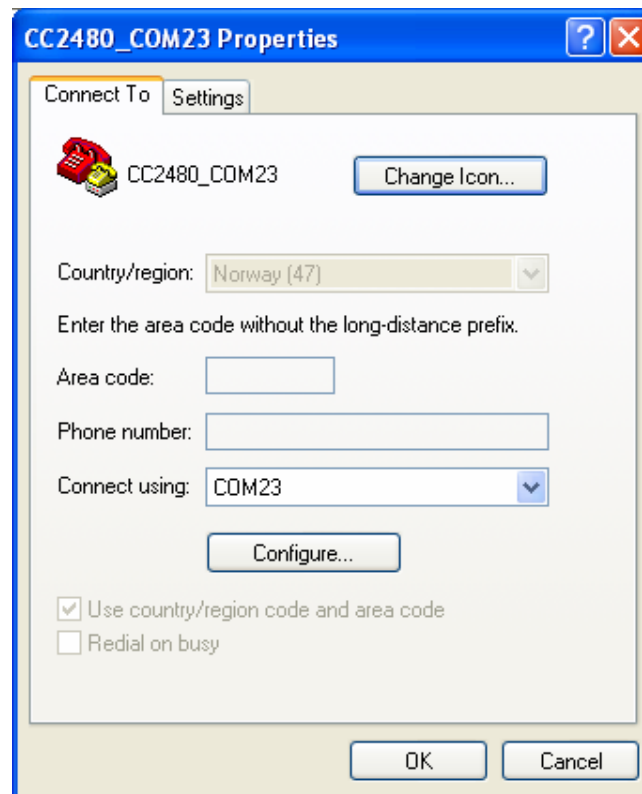 CC2480_COM23 Properties
Connect To Settings
CC2480_COM23 Change Icon...
Country/region: Norway (47)
Enter the area code without the long-distance prefix.
Area code:
Phone number:
Connect using: COM23
Configure...
Use country/region code and area code
Redial on busy
OK Cancel